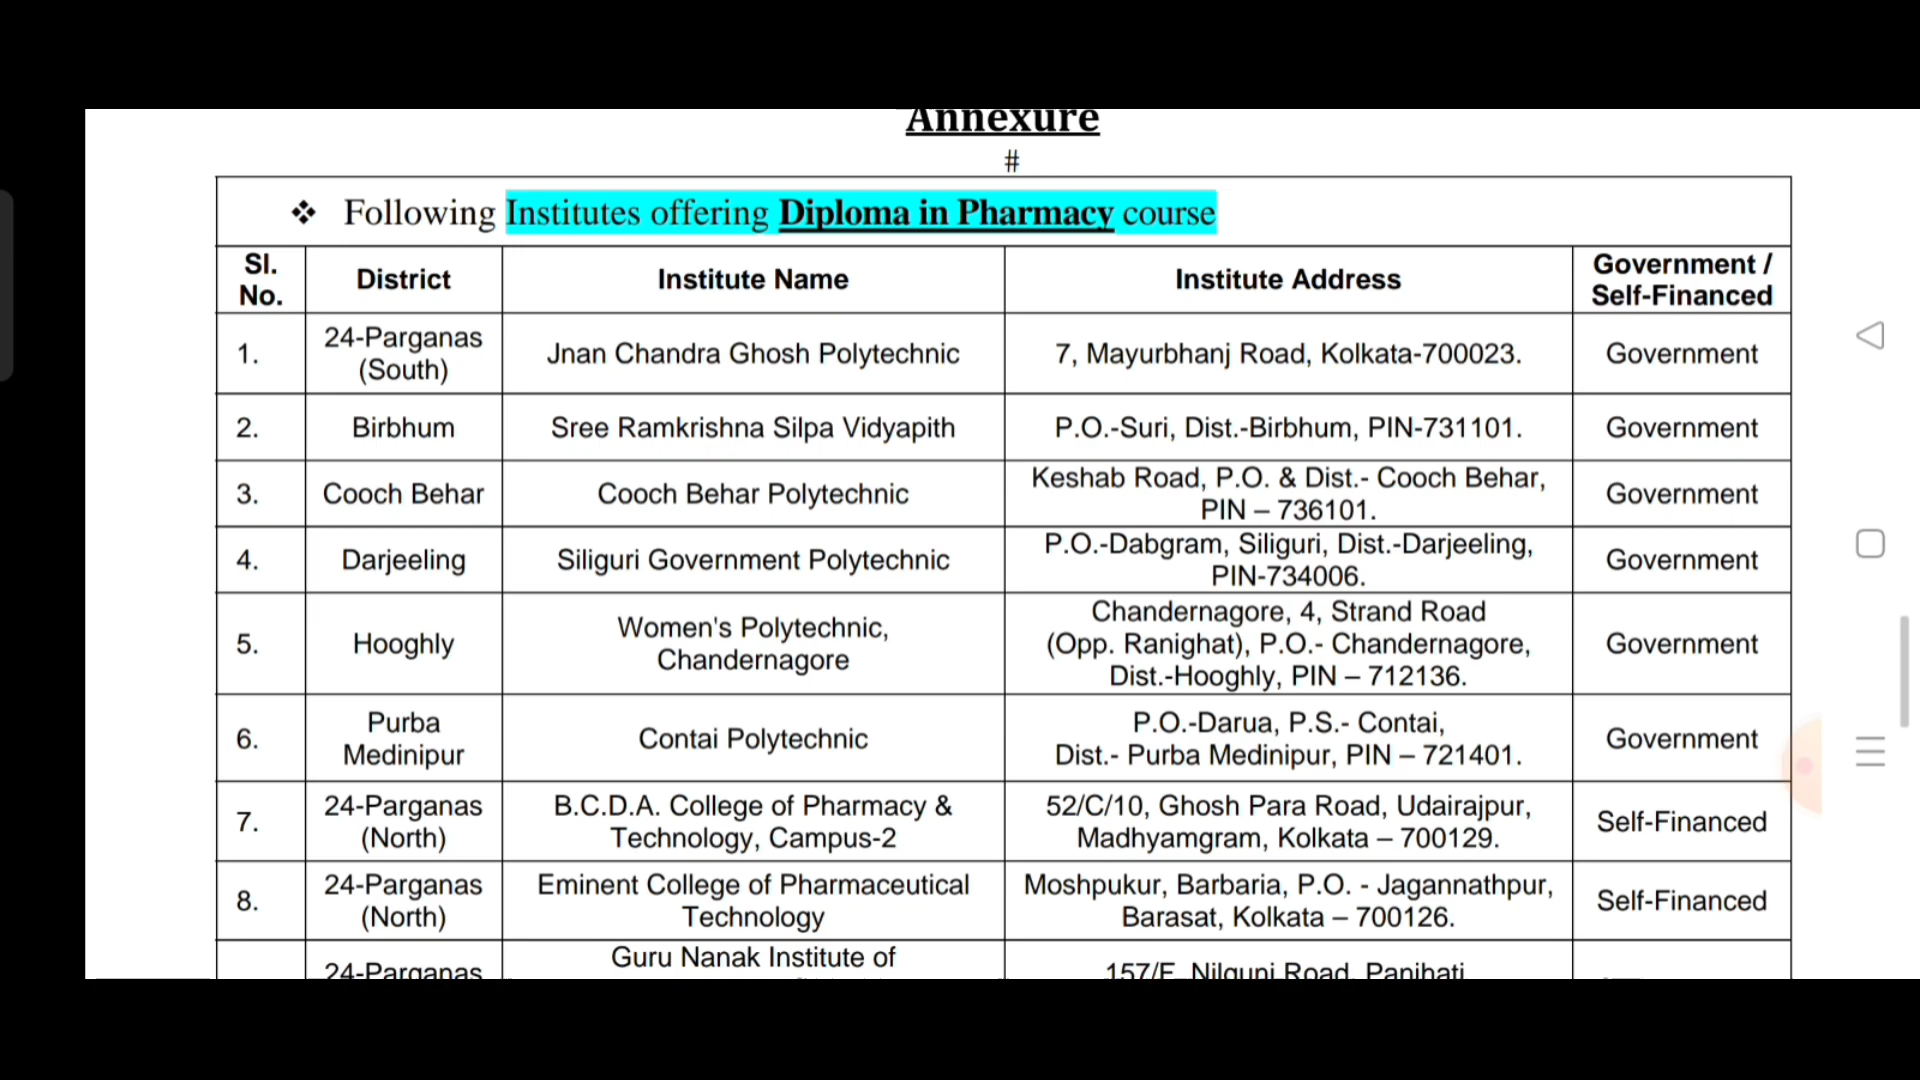 Annexure
#
❖ Following Institutes offering Diploma in Pharmacy course
Sl. No. District Institute Name Institute Address Government / Self-Financed
1. 24-Parganas (South) Jnan Chandra Ghosh Polytechnic 7, Mayurbhanj Road, Kolkata-700023. Government
2. Birbhum Sree Ramkrishna Silpa Vidyapith P.O.-Suri, Dist.-Birbhum, PIN-731101. Government
3. Cooch Behar Cooch Behar Polytechnic Keshab Road, P.O. & Dist.- Cooch Behar, PIN – 736101. Government
4. Darjeeling Siliguri Government Polytechnic P.O.-Dabgram, Siliguri, Dist.-Darjeeling, PIN-734006. Government
5. Hooghly Women's Polytechnic, Chandernagore Chandernagore, 4, Strand Road (Opp. Ranighat), P.O.- Chandernagore, Dist.-Hooghly, PIN – 712136. Government
6. Purba Medinipur Contai Polytechnic P.O.-Darua, P.S.- Contai, Dist.- Purba Medinipur, PIN – 721401. Government
7. 24-Parganas (North) B.C.D.A. College of Pharmacy & Technology, Campus-2 52/C/10, Ghosh Para Road, Udairajpur, Madhyamgram, Kolkata – 700129. Self-Financed
8. 24-Parganas (North) Eminent College of Pharmaceutical Technology Moshpukur, Barbaria, P.O. - Jagannathpur, Barasat, Kolkata – 700126. Self-Financed
24-Parganas Guru Nanak Institute of 157/F, Nilgunj Road, Panihati